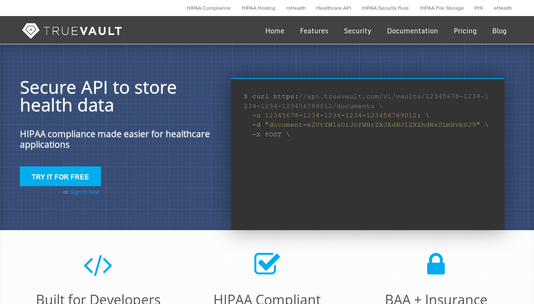 HIPAA Compliance HIPAA Hosting mHealth Healthcare API HIPAA Security Rule HIPAA File Storage PHI eHealth
TRUEVAULT
Home Features Security Documentation Pricing Blog
Secure API to store
health data
HIPAA compliance made easier for healthcare
applications
TRY IT FOR FREE
or Sign In Now
$ curl https://api.truevault.com/v1/vaults/12345678-1234-1
234-1234-123456789012/documents \
-u 12345678-1234-1234-1234-123456789012: \
-X POST \
Built for Developers HIPAA Compliant BAA + Insurance